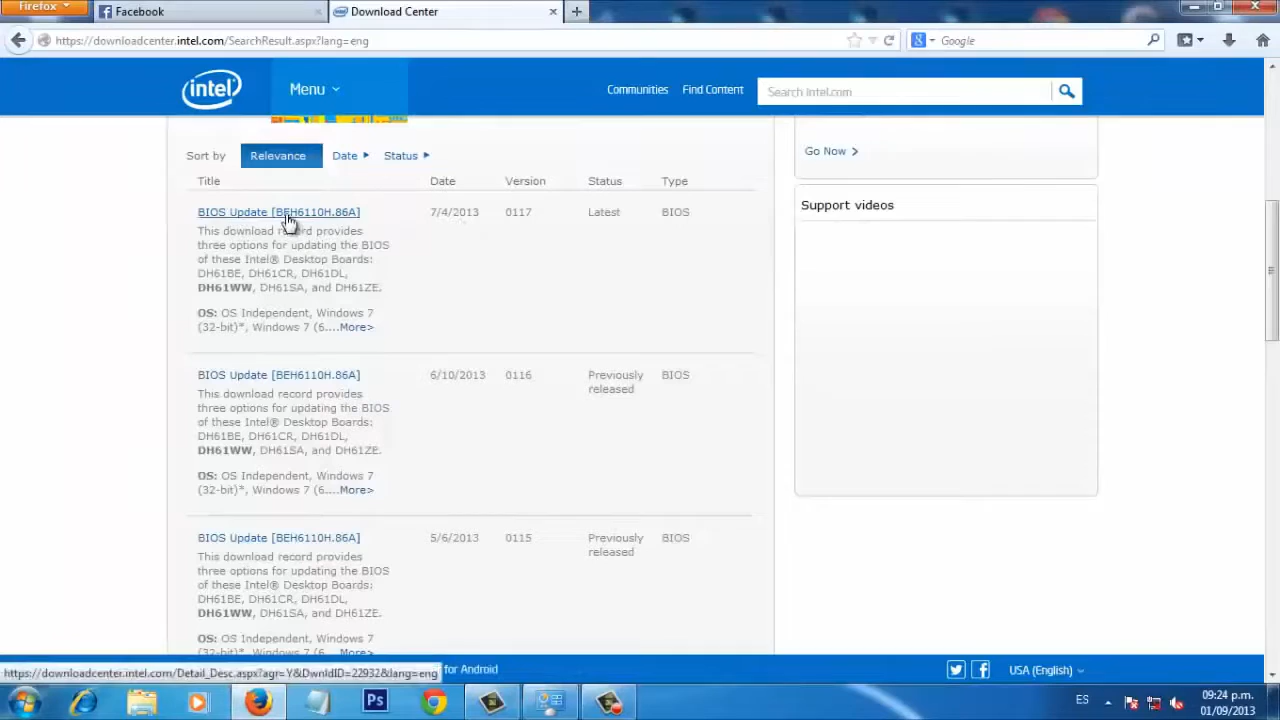 Firefox
Facebook
Download Center
https://downloadcenter.intel.com/SearchResult.aspx?lang=eng
Google
intel
Menu
Communities
Find Content
Search Intel.com
Sort by Relevance Date Status
Go Now
Title Date Version Status Type
Support videos
BIOS Update [BEH6110H.86A] 7/4/2013 0117 Latest BIOS
This download record provides
three options for updating the BIOS
of these Intel® Desktop Boards:
DH61BE, DH61CR, DH61DL,
DH61WW, DH61SA, and DH61ZE.
OS: OS Independent, Windows 7
(32-bit)*, Windows 7 (6....More>
BIOS Update [BEH6110H.86A] 6/10/2013 0116 Previously released BIOS
This download record provides
three options for updating the BIOS
of these Intel® Desktop Boards:
DH61BE, DH61CR, DH61DL,
DH61WW, DH61SA, and DH61ZE.
OS: OS Independent, Windows 7
(32-bit)*, Windows 7 (6....More>
BIOS Update [BEH6110H.86A] 5/6/2013 0115 Previously released BIOS
This download record provides
three options for updating the BIOS
of these Intel® Desktop Boards:
DH61BE, DH61CR, DH61DL,
DH61WW, DH61SA, and DH61ZE.
OS: OS Independent, Windows 7
(32-bit)*, Windows 7 (6....More>
https://downloadcenter.intel.com/Detail_Desc.aspx?agr=Y&DwnldID=22932&lang=eng
for Android
USA (English)
Ps
ES
09:24 p.m.
01/09/2013